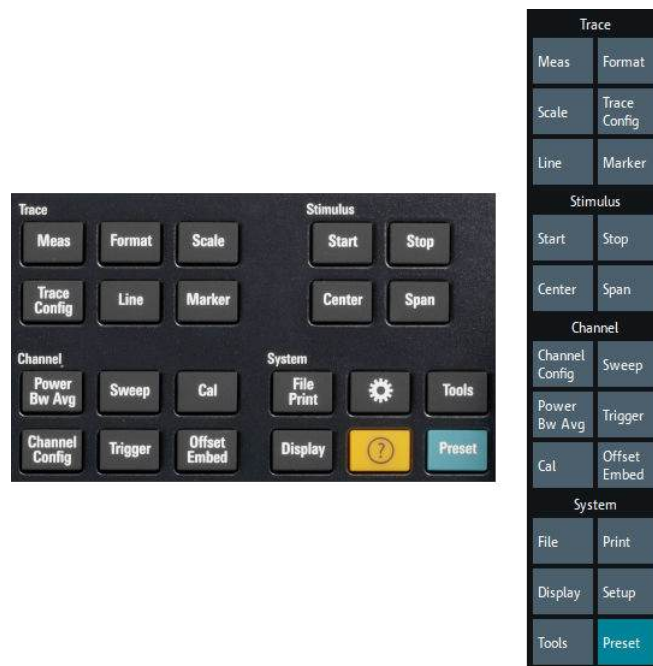 Trace
Stimulus
Meas
Format
Scale
Start
Stop
Trace
Config
Line
Marker
Center
Span
Channel
System
Power
Bw Avg
Sweep
Cal
File
Print
Tools
Channel
Config
Trigger
Offset
Embed
Display
?
Preset
Trace
Meas
Format
Scale
Trace
Config
Line
Marker
Stimulus
Start
Stop
Center
Span
Channel
Channel
Config
Sweep
Power
Bw Avg
Trigger
Cal
Offset
Embed
System
File
Print
Display
Setup
Tools
Preset